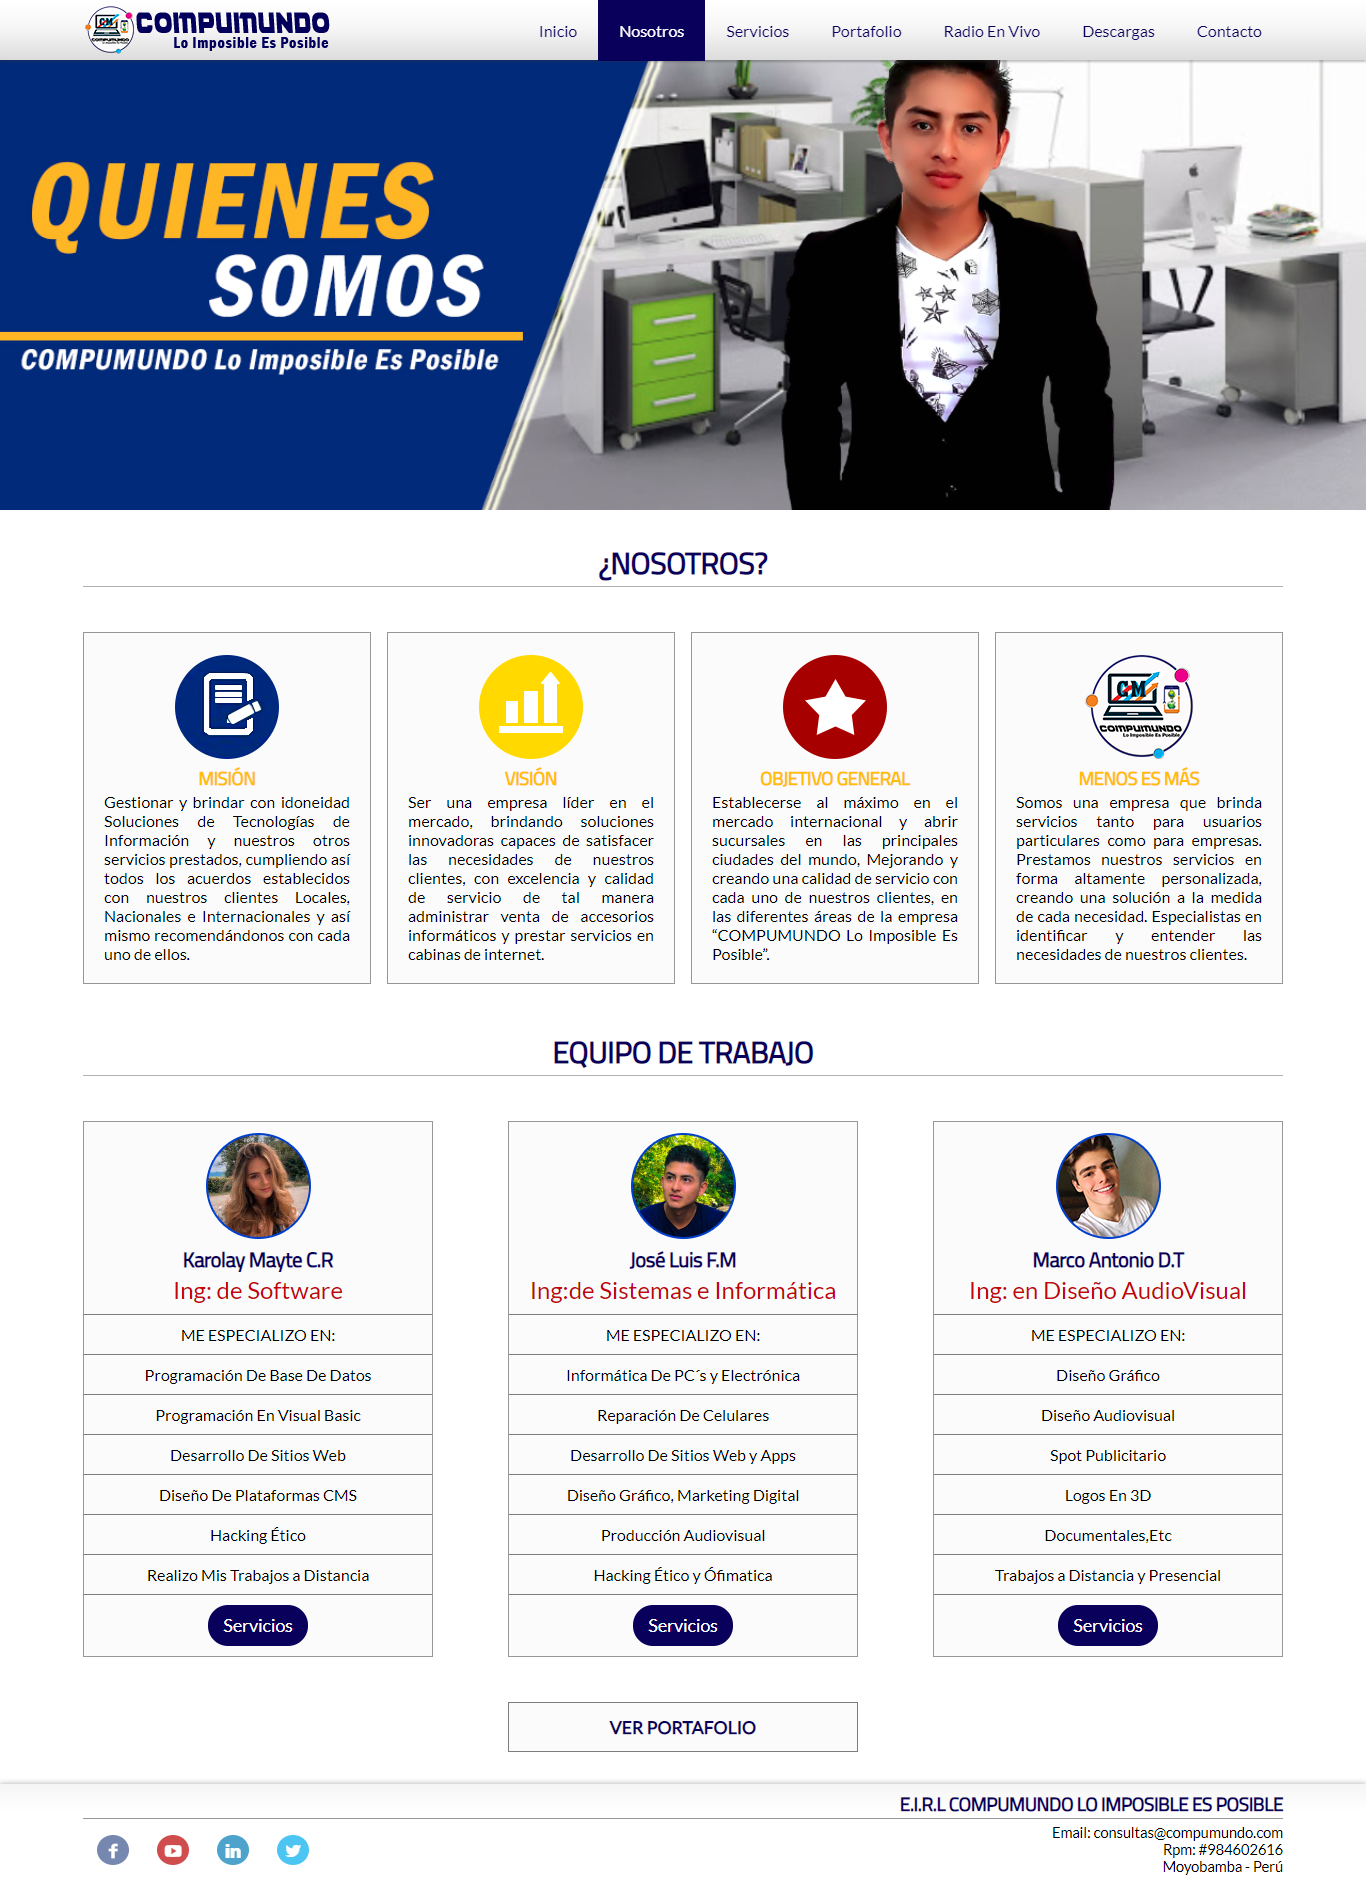 COMPUMUNDO
Lo Imposible Es Posible
Inicio
Nosotros
Servicios
Portafolio
Radio En Vivo
Descargas
Contacto
QUIENES
SOMOS
COMPUMUNDO Lo Imposible Es Posible
¿NOSOTROS?
MISIÓN
Gestionar y brindar con idoneidad
Soluciones de Tecnologías de
Información y nuestros otros
servicios prestados, cumpliendo así
todos los acuerdos establecidos
con nuestros clientes Locales,
Nacionales e Internacionales y así
mismo recomendándonos con cada
uno de ellos.
VISIÓN
Ser una empresa líder en el
mercado, brindando soluciones
innovadoras capaces de satisfacer
las necesidades de nuestros
clientes, con excelencia y calidad
de servicio de tal manera
administrar venta de accesorios
informáticos y prestar servicios en
cabinas de internet.
OBJETIVO GENERAL
Establecerse al máximo en el
mercado internacional y abrir
sucursales en las principales
ciudades del mundo, Mejorando y
creando una calidad de servicio con
cada uno de nuestros clientes, en
las diferentes áreas de la empresa
“COMPUMUNDO Lo Imposible Es
Posible”.
CM
COMPUMUNDO
Lo Imposible Es Posible
MENOS ES MÁS
Somos una empresa que brinda
servicios tanto para usuarios
particulares como para empresas.
Prestamos nuestros servicios en
forma altamente personalizada,
creando una solución a la medida
de cada necesidad. Especialistas en
identificar y entender las
necesidades de nuestros clientes.
EQUIPO DE TRABAJO
Karolay Mayte C.R
Ing: de Software
ME ESPECIALIZO EN:
Programación De Base De Datos
Programación En Visual Basic
Desarrollo De Sitios Web
Diseño De Plataformas CMS
Hacking Ético
Realizo Mis Trabajos a Distancia
Servicios
José Luis F.M
Ing:de Sistemas e Informática
ME ESPECIALIZO EN:
Informática De PC´s y Electrónica
Reparación De Celulares
Desarrollo De Sitios Web y Apps
Diseño Gráfico, Marketing Digital
Producción Audiovisual
Hacking Ético y Ófimatica
Servicios
Marco Antonio D.T
Ing: en Diseño AudioVisual
ME ESPECIALIZO EN:
Diseño Gráfico
Diseño Audiovisual
Spot Publicitario
Logos En 3D
Documentales,Etc
Trabajos a Distancia y Presencial
Servicios
VER PORTAFOLIO
E.I.R.L COMPUMUNDO LO IMPOSIBLE ES POSIBLE
Email: consultas@compumundo.com
Rpm: #984602616
Moyobamba - Perú